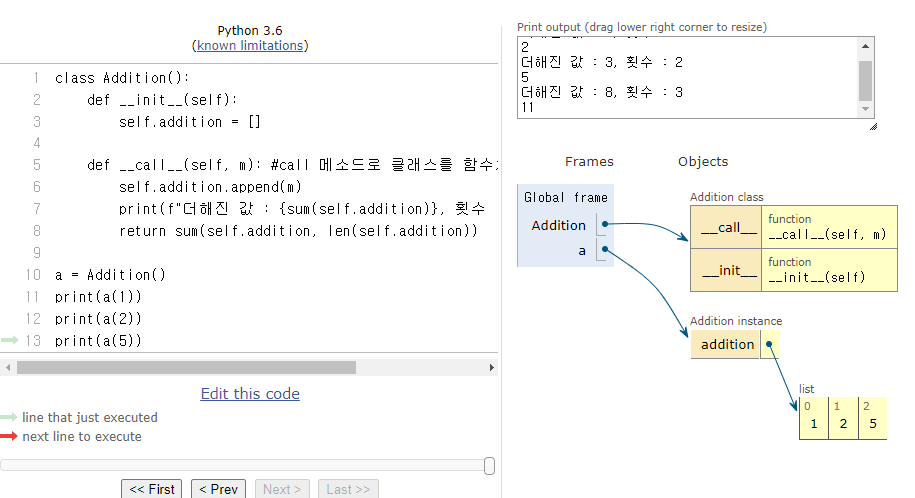 Python 3.6
(known limitations)
1 class Addition():
2 def __init__(self):
3 self.addition = []
4
5 def __call__(self, m): #call 메소드로 클래스를 함수
6 self.addition.append(m)
7 print(f"더해진 값 : {sum(self.addition)}, 횟수
8 return sum(self.addition, len(self.addition))
9
10 a = Addition()
11 print(a(1))
12 print(a(2))
13 print(a(5))
Edit this code
line that just executed
next line to execute
<< First
< Prev
Next >
Last >>
Print output (drag lower right corner to resize)
2
더해진 값 : 3, 횟수 : 2
5
더해진 값 : 8, 횟수 : 3
11
Frames
Objects
Global frame
Addition
a
Addition class
__call__
function
__call__(self, m)
__init__
function
__init__(self)
Addition instance
addition
list
0 1 2
1 2 5